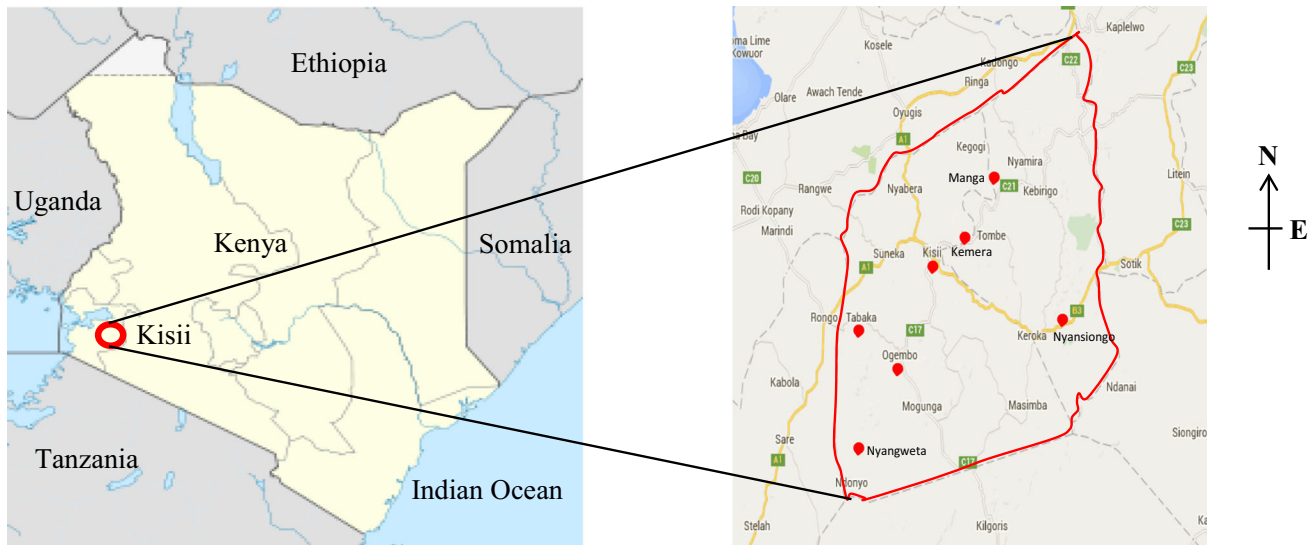 Ethiopia
Uganda
Kenya
Somalia
Kisii
Tanzania
Indian Ocean
oma Lime
Kowuor
Kosele
Kaplelwo
Kadongo
C22
C23
Ringa
Olare
Awach Tende
Oyugis
A1
Kegogi
Nyamira
C20
Rangwe
Nyabera
Manga
C21
Kebirigo
Litein
Rodi Kopany
Marindi
C23
Tombe
Suneka
Kisii
Kemera
A1
Sotik
Rongo
Tabaka
C17
B3
Keroka
Nyansiongo
Ogembo
Kabola
Ndanai
Mogunga
Masimba
Sare
Siongiro
Nyangweta
A1
C17
Ndonyo
Stelah
Kilgoris
Ka
N
E